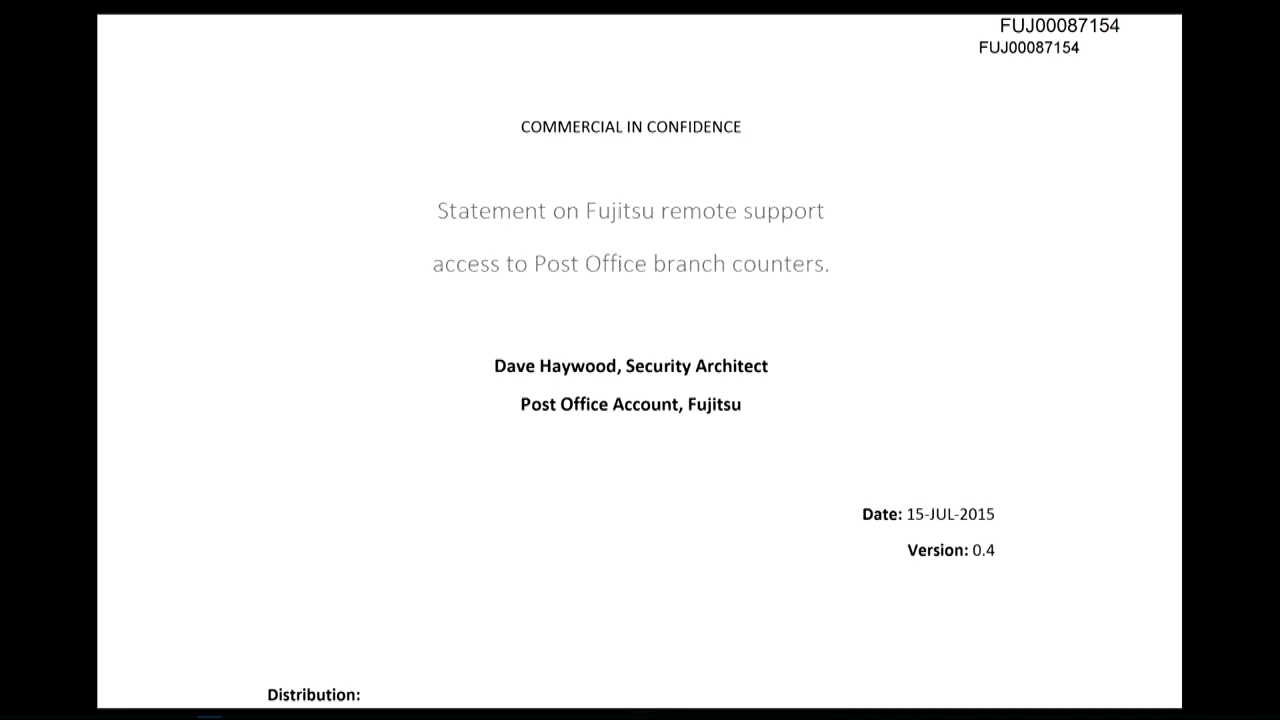 FUJ00087154
FUJ00087154
COMMERCIAL IN CONFIDENCE
Statement on Fujitsu remote support
access to Post Office branch counters.
Dave Haywood, Security Architect
Post Office Account, Fujitsu
Date: 15-JUL-2015
Version: 0.4
Distribution: